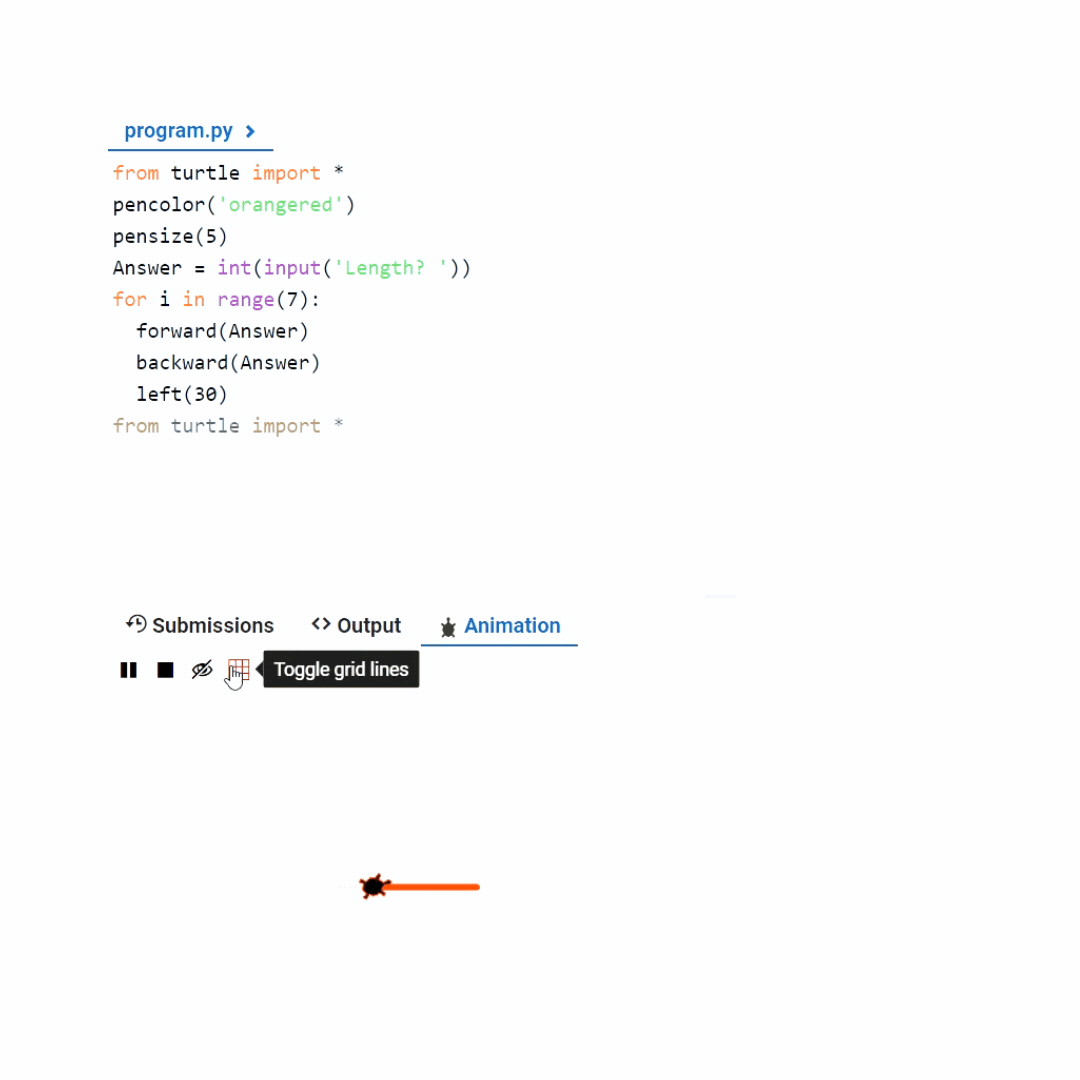 program.py
from turtle import *
pencolor('orangered')
pensize(5)
Answer = int(input('Length? '))
for i in range(7):
  forward(Answer)
  backward(Answer)
  left(30)
from turtle import *
Submissions <> Output Animation
Toggle grid lines